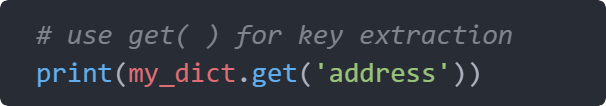 # use get( ) for key extraction
print(my_dict.get('address'))